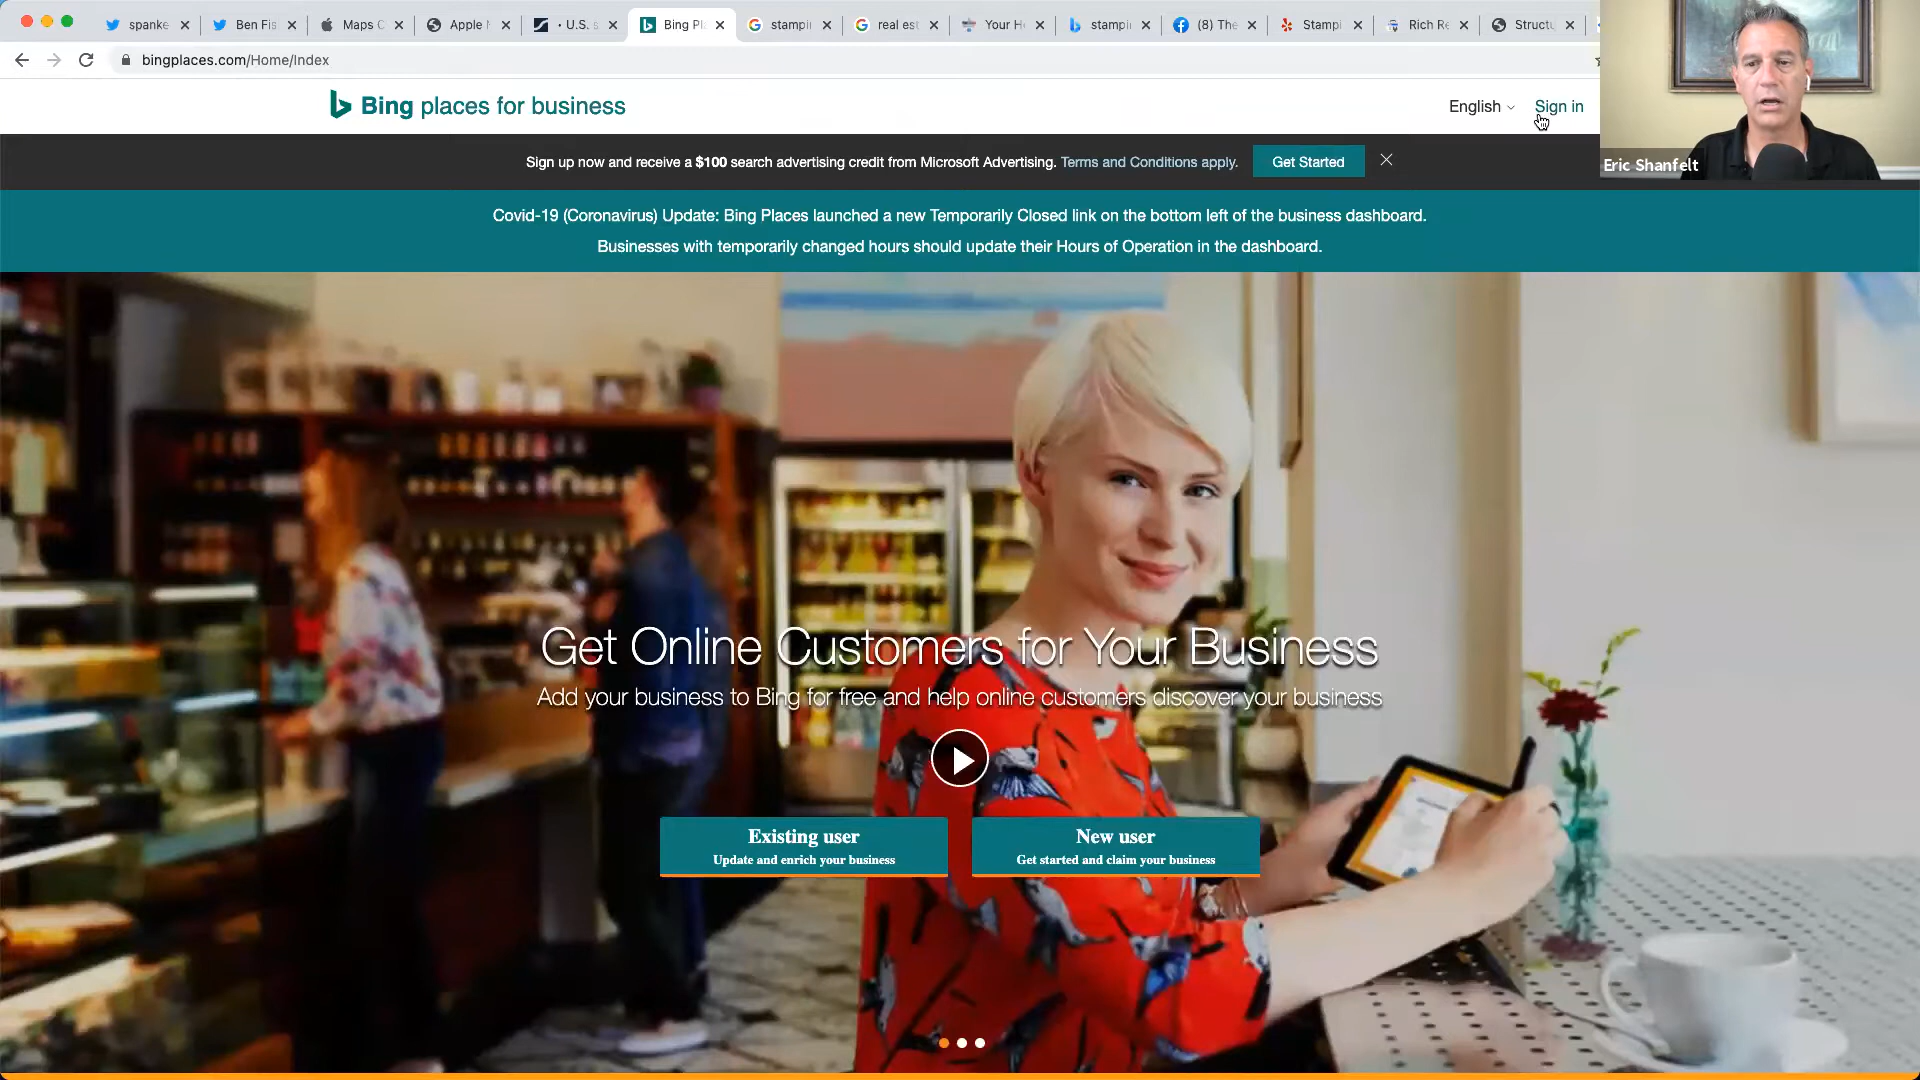 spanke
Ben Fis
Maps C
Apple
U.S. s
Bing Pl
stampin
real est
Your H
stampin
(8) The
Stampi
Rich Re
Structu
bingplaces.com/Home/Index
Bing places for business
English
Sign in
Sign up now and receive a $100 search advertising credit from Microsoft Advertising. Terms and Conditions apply.
Get Started
Eric Shanfelt
Covid-19 (Coronavirus) Update: Bing Places launched a new Temporarily Closed link on the bottom left of the business dashboard.
Businesses with temporarily changed hours should update their Hours of Operation in the dashboard.
Get Online Customers for Your Business
Add your business to Bing for free and help online customers discover your business
Existing user
Update and enrich your business
New user
Get started and claim your business